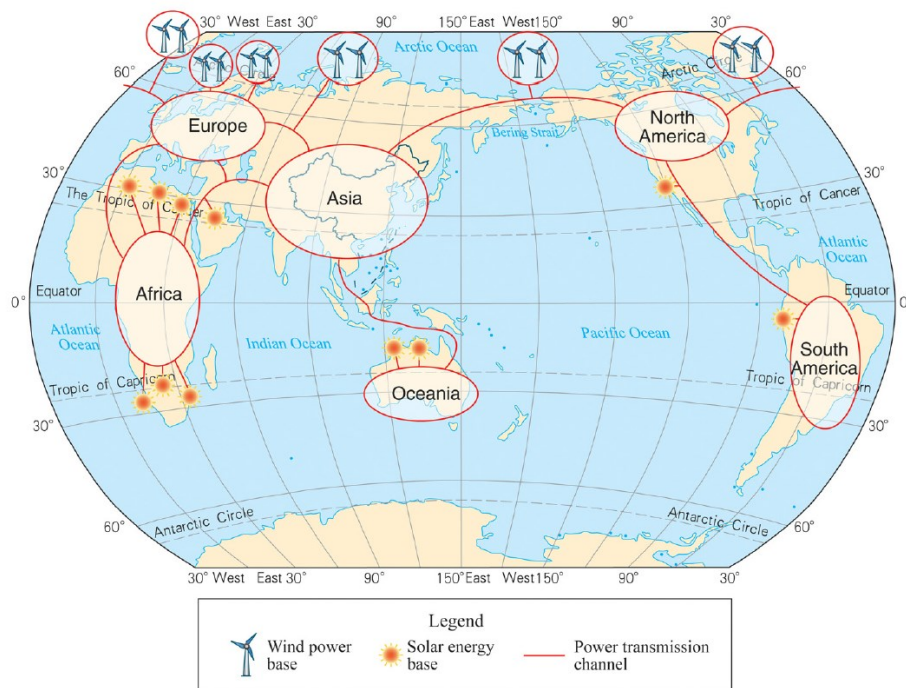 30° West East 30° 90° 150°East West150° 90° 30°
Arctic Ocean
60° Arctic Circle Arctic Circle 60°
Europe
Bering Strait
North
America
30° 30°
The Tropic of Cancer
Asia
Tropic of Cancer
Atlantic
Ocean
0° Equator
Africa
Equator 0°
Atlantic
Ocean
Indian Ocean
Pacific Ocean
South
America
Tropic of Capricorn
Oceania
Tropic of Capricorn
30° 30°
60° Antarctic Circle Antarctic Circle 60°
30° West East 30° 90° 150°East West150° 90° 30°
Legend
Wind power
base
Solar energy
base
Power transmission
channel